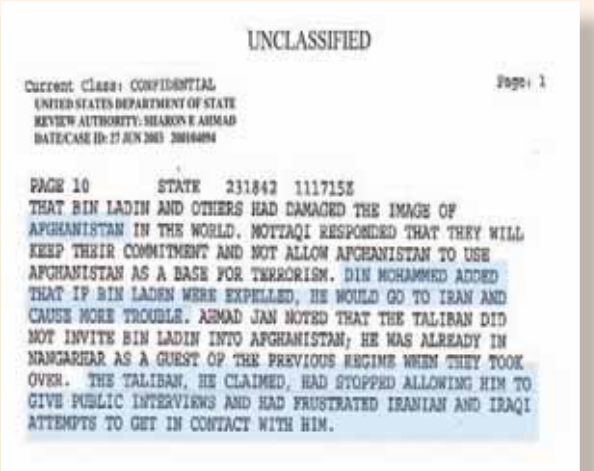 UNCLASSIFIED
Current Class: CONFIDENTIAL
Page: 1
UNITED STATES DEPARTMENT OF STATE
REVIEW AUTHORITY: SHARON E AHMAD
DATE/CASE ID: 27 JUN 2003 200104094
PAGE 10 STATE 231842 111715Z
THAT BIN LADIN AND OTHERS HAD DAMAGED THE IMAGE OF
AFGHANISTAN IN THE WORLD. MOTTAQI RESPONDED THAT THEY WILL
KEEP THEIR COMMITMENT AND NOT ALLOW AFGHANISTAN TO USE
AFGHANISTAN AS A BASE FOR TERRORISM. DIN MOHAMMED ADDED
THAT IF BIN LADEN WERE EXPELLED, HE WOULD GO TO IRAN AND
CAUSE MORE TROUBLE. AHMAD JAN NOTED THAT THE TALIBAN DID
NOT INVITE BIN LADIN INTO AFGHANISTAN; HE WAS ALREADY IN
NANGARHAR AS A GUEST OF THE PREVIOUS REGIME WHEN THEY TOOK
OVER. THE TALIBAN, HE CLAIMED, HAD STOPPED ALLOWING HIM TO
GIVE PUBLIC INTERVIEWS AND HAD FRUSTRATED IRANIAN AND IRAQI
ATTEMPTS TO GET IN CONTACT WITH HIM.